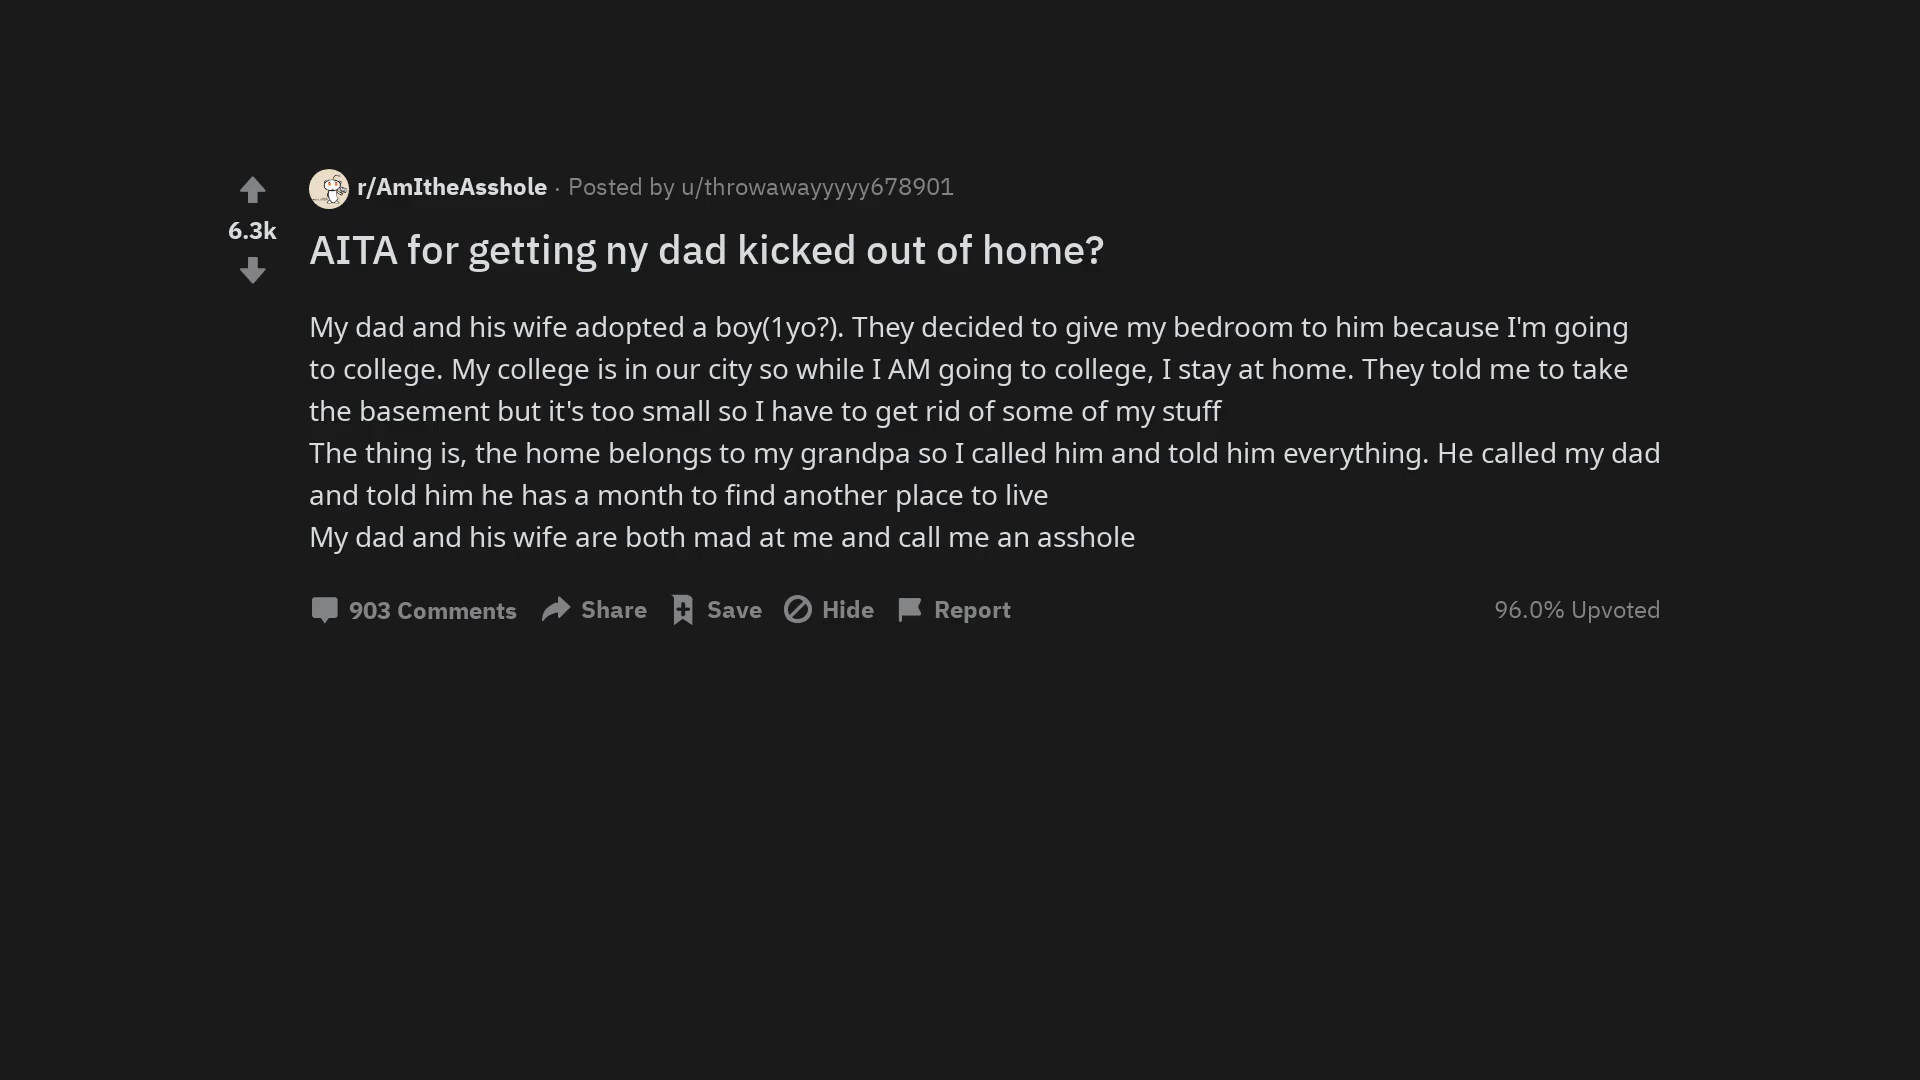 r/AmItheAsshole · Posted by u/throwawayyyyy678901
6.3k
AITA for getting ny dad kicked out of home?
My dad and his wife adopted a boy(1yo?). They decided to give my bedroom to him because I'm going
to college. My college is in our city so while I AM going to college, I stay at home. They told me to take
the basement but it's too small so I have to get rid of some of my stuff
The thing is, the home belongs to my grandpa so I called him and told him everything. He called my dad
and told him he has a month to find another place to live
My dad and his wife are both mad at me and call me an asshole
903 Comments Share Save Hide Report 96.0% Upvoted